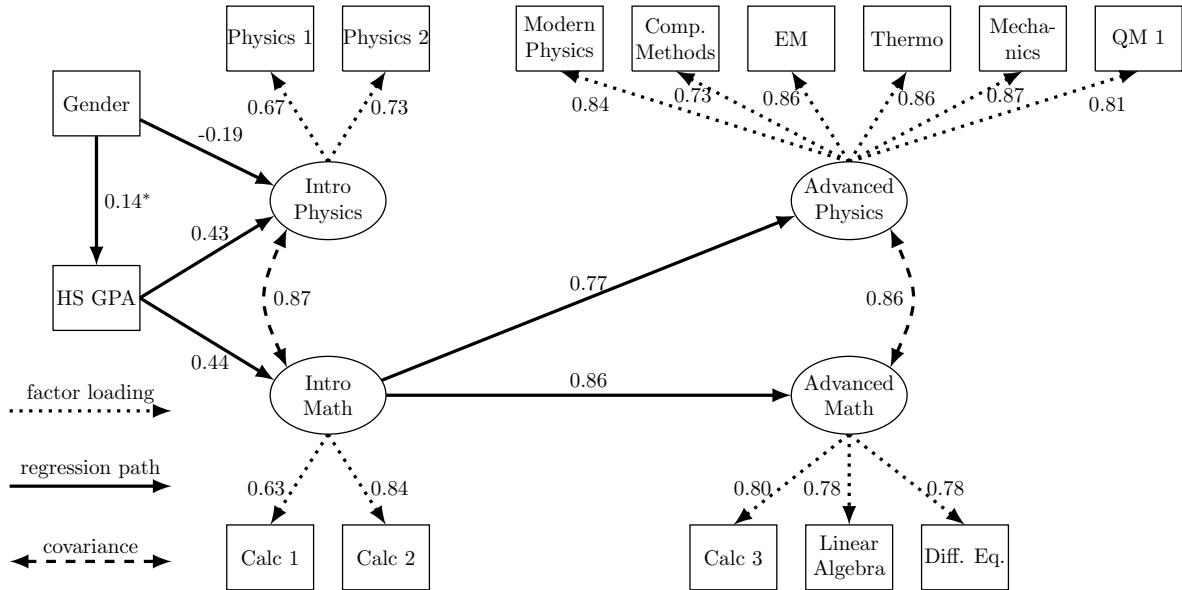 Physics 1
Physics 2
Modern
Physics
Comp.
Methods
EM
Thermo
Mecha-
nics
QM 1
Gender
0.67
0.73
0.84
0.73
0.86
0.86
0.87
0.81
-0.19
0.14*
Intro
Physics
Advanced
Physics
0.43
HS GPA
0.87
0.77
0.86
0.44
Intro
Math
0.86
Advanced
Math
factor loading
regression path
covariance
0.63
0.84
0.80
0.78
0.78
Calc 1
Calc 2
Calc 3
Linear
Algebra
Diff. Eq.